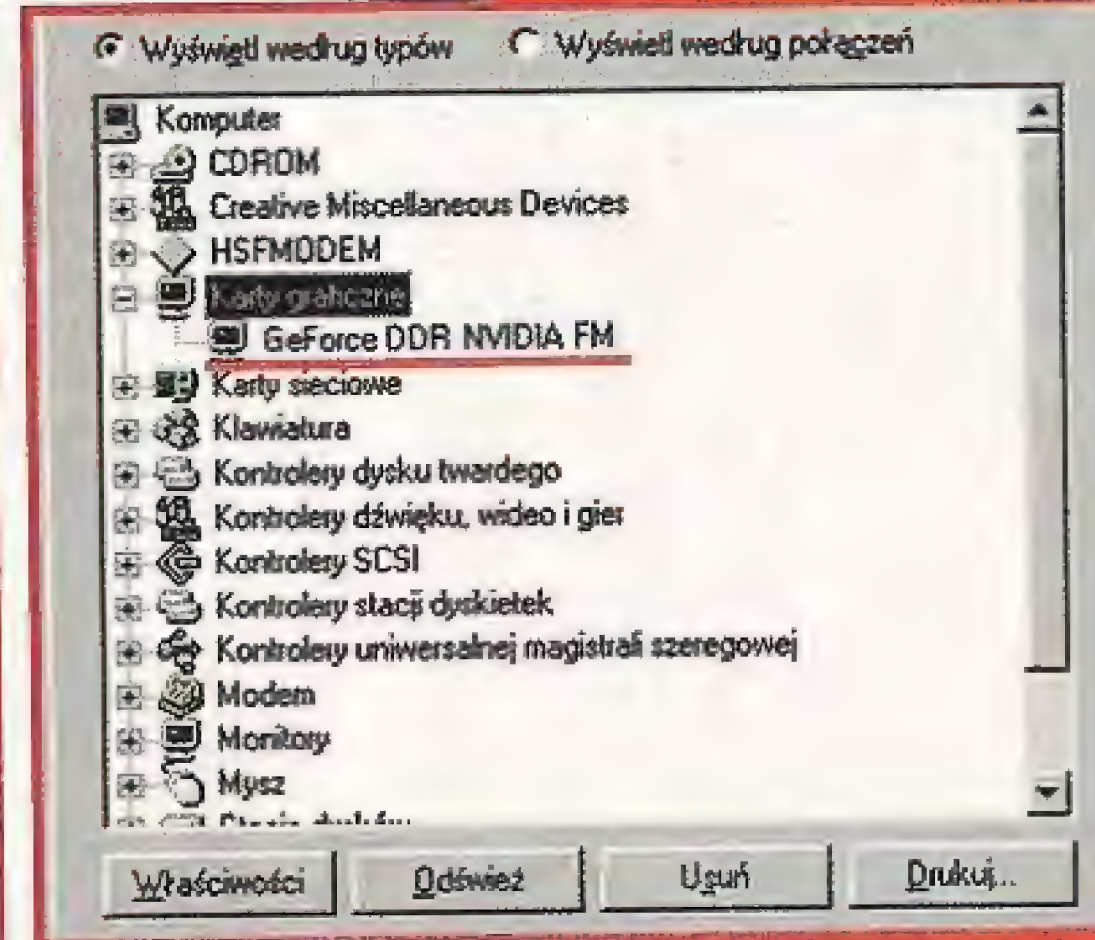 Wyświetl według typów Wyświetl według połączeń
Komputer
CDROM
Creative Miscellaneous Devices
HSFMODEM
Karty graficzne
GeForce DDR NVIDIA FM
Karty sieciowe
Klawiatura
Kontrolery dysku twardego
Kontrolery dźwięku, wideo i gier
Kontrolery SCSI
Kontrolery stacji dyskietek
Kontrolery uniwersalnej magistrali szeregowej
Modem
Monitory
Mysz
Właściwości Odśwież Usuń Drukuj...